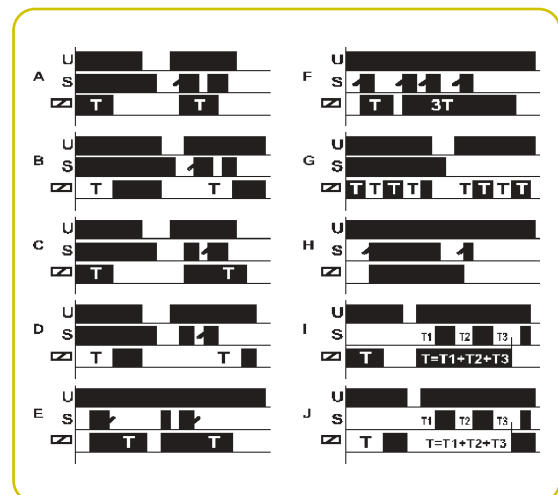 U
A S
T T
U
B S
T T
U
C S
T T
U
D S
T T
U
E S
T T
U
F S
T 3T
U
G S
T T T T T T T T
U
H S
U
I S T1 T2 T3
T T=T1+T2+T3
U
J S T1 T2 T3
T T=T1+T2+T3